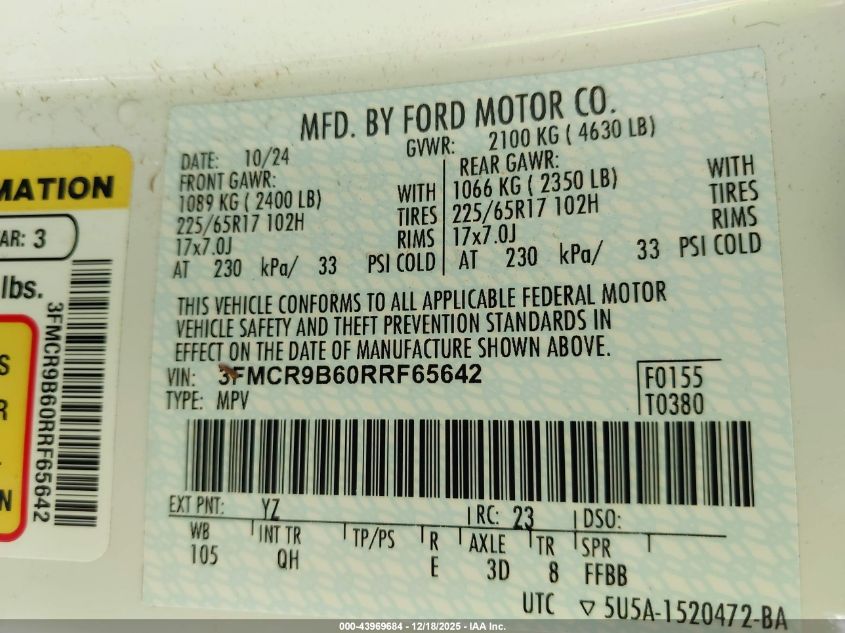 MATION
AR: 3
lbs.
3FMCR9B60RRF65642
S
R
N
MFD. BY FORD MOTOR CO.
DATE: 10/24 GVWR: 2100 KG ( 4630 LB)
FRONT GAWR: REAR GAWR:
1089 KG ( 2400 LB) WITH 1066 KG ( 2350 LB) WITH
225/65R17 102H TIRES 225/65R17 102H TIRES
17x7.0J RIMS 17x7.0J RIMS
AT 230 kPa/ 33 PSI COLD AT 230 kPa/ 33 PSI COLD
THIS VEHICLE CONFORMS TO ALL APPLICABLE FEDERAL MOTOR
VEHICLE SAFETY AND THEFT PREVENTION STANDARDS IN
EFFECT ON THE DATE OF MANUFACTURE SHOWN ABOVE.
VIN: 3FMCR9B60RRF65642 F0155
TYPE: MPV T0380
EXT PNT: YZ RC: 23 DSO:
WB INT TR TP/PS R AXLE TR SPR
105 QH E 3D 8 FFBB
UTC ▽ 5U5A-1520472-BA
000-43969684 - 12/18/2025 - IAA Inc.